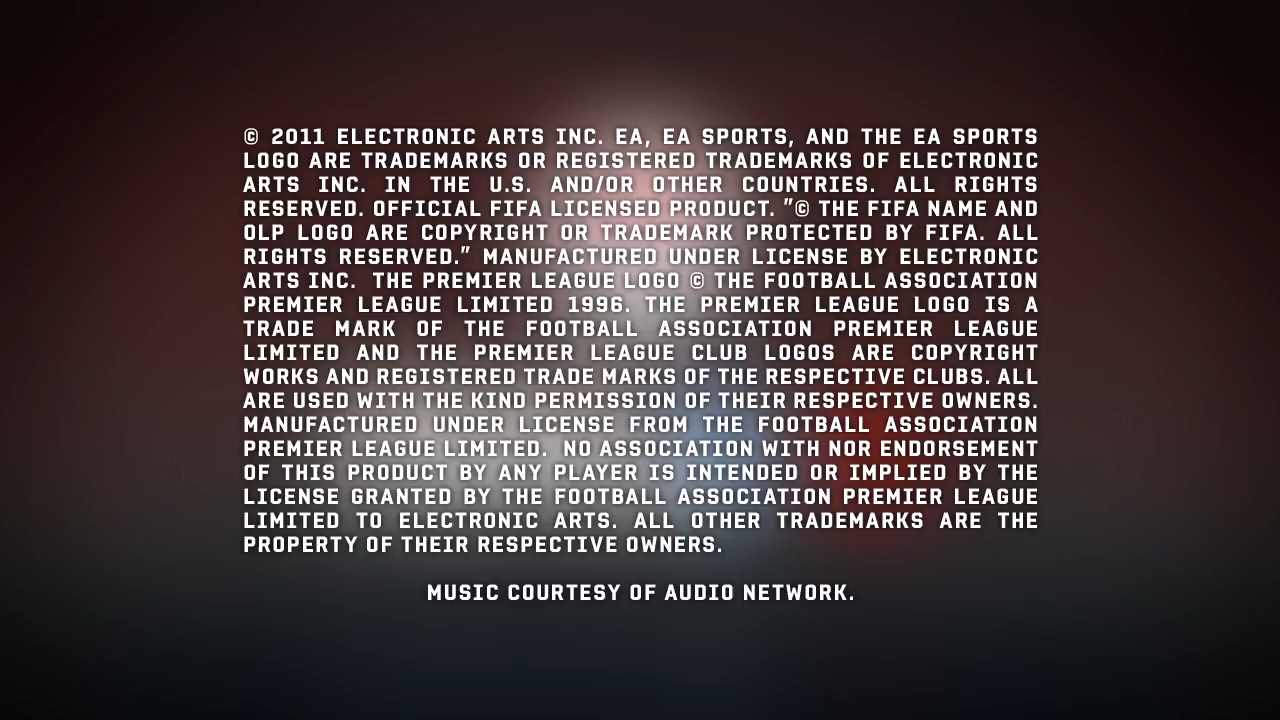 © 2011 ELECTRONIC ARTS INC. EA, EA SPORTS, AND THE EA SPORTS
LOGO ARE TRADEMARKS OR REGISTERED TRADEMARKS OF ELECTRONIC
ARTS INC. IN THE U.S. AND/OR OTHER COUNTRIES. ALL RIGHTS
RESERVED. OFFICIAL FIFA LICENSED PRODUCT. "© THE FIFA NAME AND
OLP LOGO ARE COPYRIGHT OR TRADEMARK PROTECTED BY FIFA. ALL
RIGHTS RESERVED." MANUFACTURED UNDER LICENSE BY ELECTRONIC
ARTS INC. THE PREMIER LEAGUE LOGO © THE FOOTBALL ASSOCIATION
PREMIER LEAGUE LIMITED 1996. THE PREMIER LEAGUE LOGO IS A
TRADE MARK OF THE FOOTBALL ASSOCIATION PREMIER LEAGUE
LIMITED AND THE PREMIER LEAGUE CLUB LOGOS ARE COPYRIGHT
WORKS AND REGISTERED TRADE MARKS OF THE RESPECTIVE CLUBS. ALL
ARE USED WITH THE KIND PERMISSION OF THEIR RESPECTIVE OWNERS.
MANUFACTURED UNDER LICENSE FROM THE FOOTBALL ASSOCIATION
PREMIER LEAGUE LIMITED. NO ASSOCIATION WITH NOR ENDORSEMENT
OF THIS PRODUCT BY ANY PLAYER IS INTENDED OR IMPLIED BY THE
LICENSE GRANTED BY THE FOOTBALL ASSOCIATION PREMIER LEAGUE
LIMITED TO ELECTRONIC ARTS. ALL OTHER TRADEMARKS ARE THE
PROPERTY OF THEIR RESPECTIVE OWNERS.
MUSIC COURTESY OF AUDIO NETWORK.